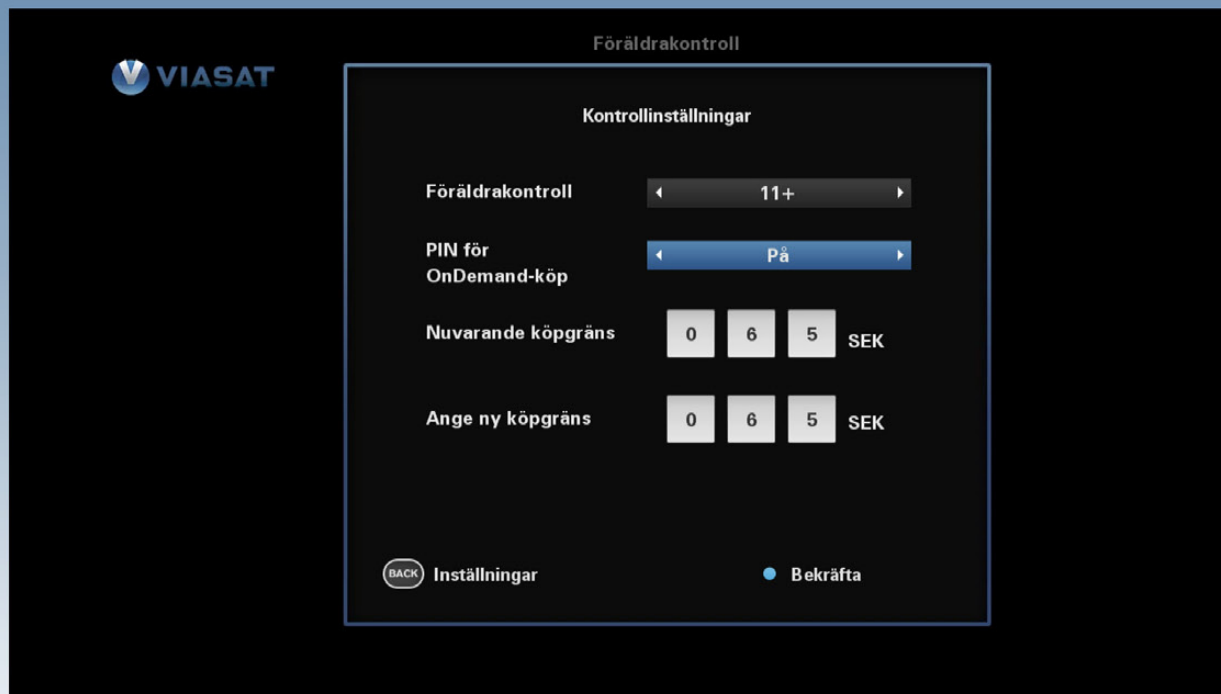 Föräldrakontroll
VIASAT
Kontrollinställningar
Föräldrakontroll 11+
PIN för
OnDemand-köp På
Nuvarande köpgräns 0 6 5 SEK
Ange ny köpgräns 0 6 5 SEK
BACK Inställningar Bekräfta